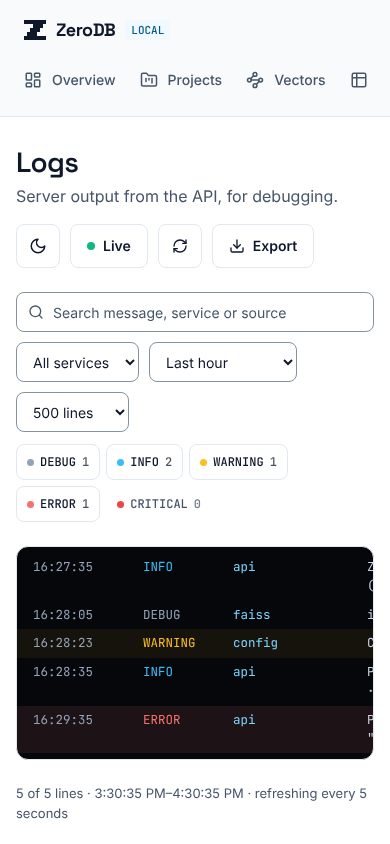 ZeroDB LOCAL
Overview Projects Vectors
Logs
Server output from the API, for debugging.
Live Export
Search message, service or source
All services Last hour
500 lines
DEBUG 1 INFO 2 WARNING 1
ERROR 1 CRITICAL 0
16:27:35 INFO api Z
(
16:28:05 DEBUG faiss i
16:28:23 WARNING config C
16:28:35 INFO api P
.
16:29:35 ERROR api P
"
5 of 5 lines · 3:30:35 PM–4:30:35 PM · refreshing every 5
seconds